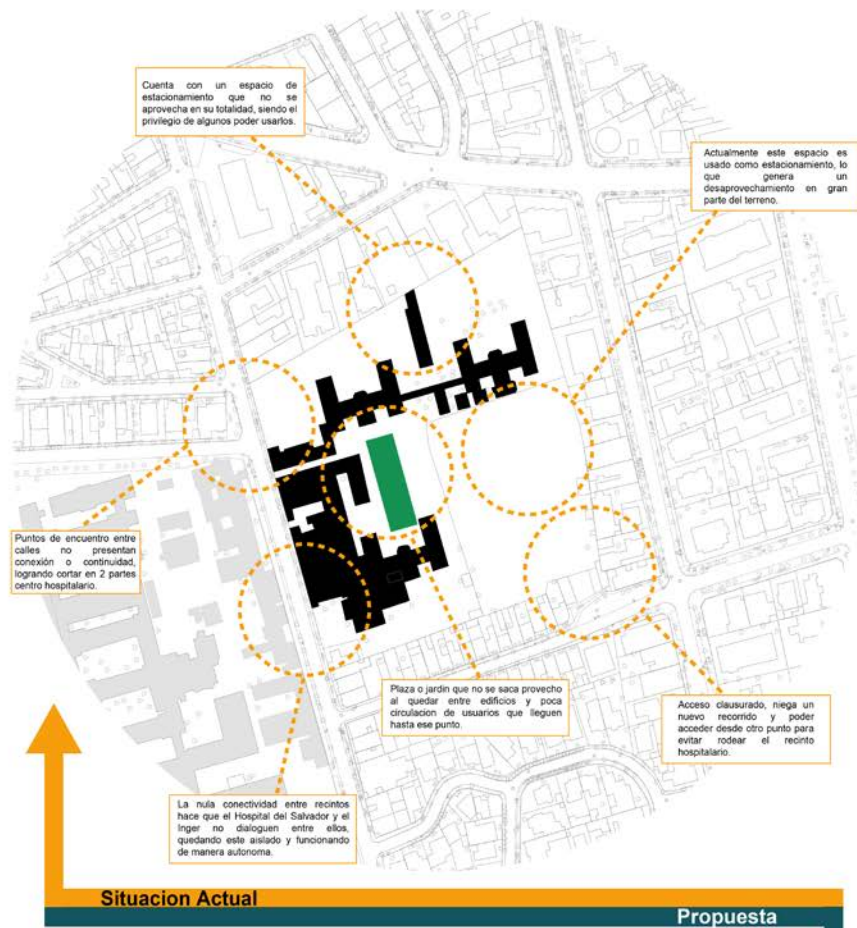 Cuenta con un espacio de
estacionamiento que no se
aprovecha en su totalidad, siendo el
privilegio de algunos poder usarlos.
Actualmente este espacio es
usado como estacionamiento, lo
que genera un
desaprovechamiento en gran
parte del terreno.
Puntos de encuentro entre
calles no presentan
conexión o continuidad,
logrando cortar en 2 partes
centro hospitalario.
Plaza o jardin que no se saca provecho
al quedar entre edificios y poca
circulacion de usuarios que lleguen
hasta ese punto.
Acceso clausurado, niega un
nuevo recorrido y poder
acceder desde otro punto para
evitar rodear el recinto
hospitalario.
La nula conectividad entre recintos
hace que el Hospital del Salvador y el
Inger no dialoguen entre ellos,
quedando este aislado y funcionando
de manera autonoma.
Situacion Actual
Propuesta